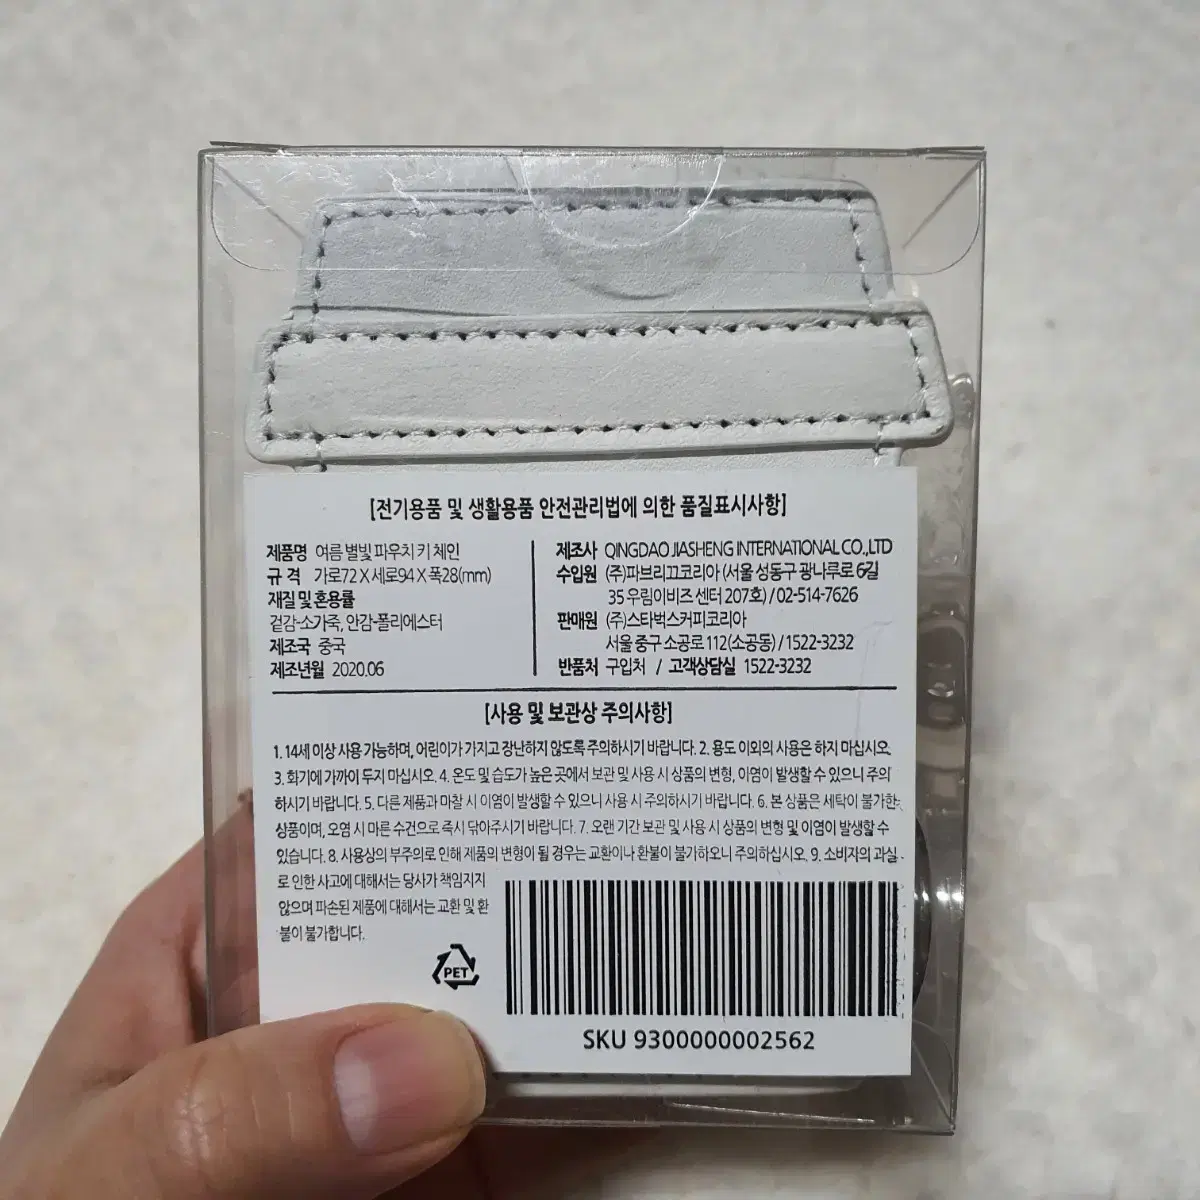 [전기용품 및 생활용품 안전관리법에 의한 품질표시사항]
제품명 여름 별빛 파우치 키 체인
규 격 가로72 X 세로94 X 폭28(mm)
재질 및 혼용률
겉감-소가죽, 안감-폴리에스터
제조국 중국
제조년월 2020.06
제조사 QINGDAO JIASHENG INTERNATIONAL CO.,LTD
수입원 (주)파브리끄코리아 (서울 성동구 광나루로 6길
35 우림이비즈 센터 207호) / 02-514-7626
판매원 (주)스타벅스커피코리아
서울 중구 소공로 112(소공동) / 1522-3232
반품처 구입처 / 고객상담실 1522-3232
[사용 및 보관상 주의사항]
1. 14세 이상 사용 가능하며, 어린이가 가지고 장난하지 않도록 주의하시기 바랍니다. 2. 용도 이외의 사용은 하지 마십시오.
3. 화기에 가까이 두지 마십시오. 4. 온도 및 습도가 높은 곳에서 보관 및 사용 시 상품의 변형, 이염이 발생할 수 있으니 주의
하시기 바랍니다. 5. 다른 제품과 마찰 시 이염이 발생할 수 있으니 사용 시 주의하시기 바랍니다. 6. 본 상품은 세탁이 불가한
상품이며, 오염 시 마른 수건으로 즉시 닦아주시기 바랍니다. 7. 오랜 기간 보관 및 사용 시 상품의 변형 및 이염이 발생할 수
있습니다. 8. 사용상의 부주의로 인해 제품의 변형이 될 경우는 교환이나 환불이 불가하오니 주의하십시오. 9. 소비자의 과실
로 인한 사고에 대해서는 당사가 책임지지
않으며 파손된 제품에 대해서는 교환 및 환
불이 불가합니다.
PET
SKU 9300000002562